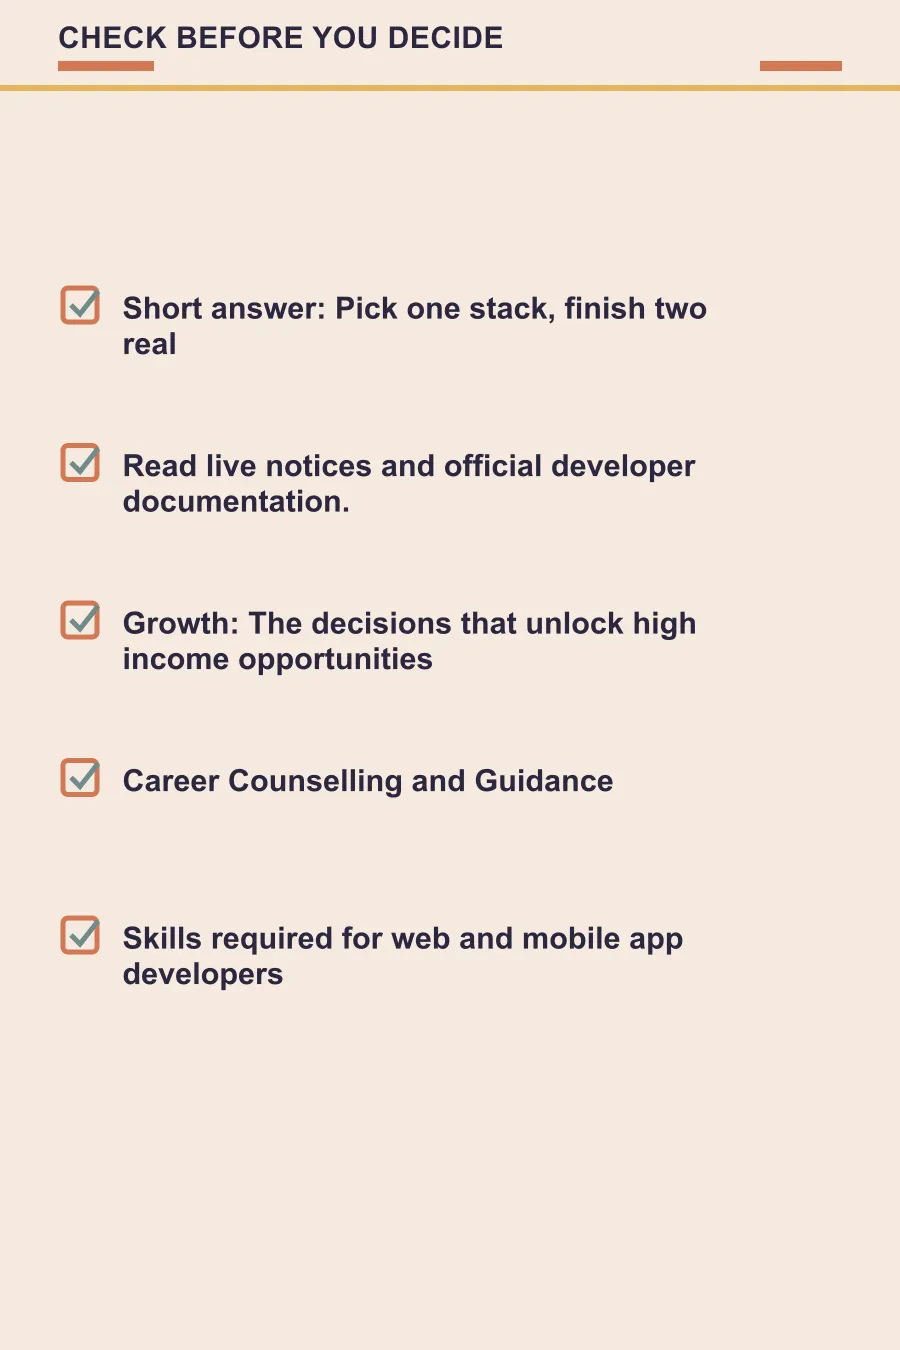 CHECK BEFORE YOU DECIDE
Short answer: Pick one stack, finish two
real
Read live notices and official developer
documentation.
Growth: The decisions that unlock high
income opportunities
Career Counselling and Guidance
Skills required for web and mobile app
developers